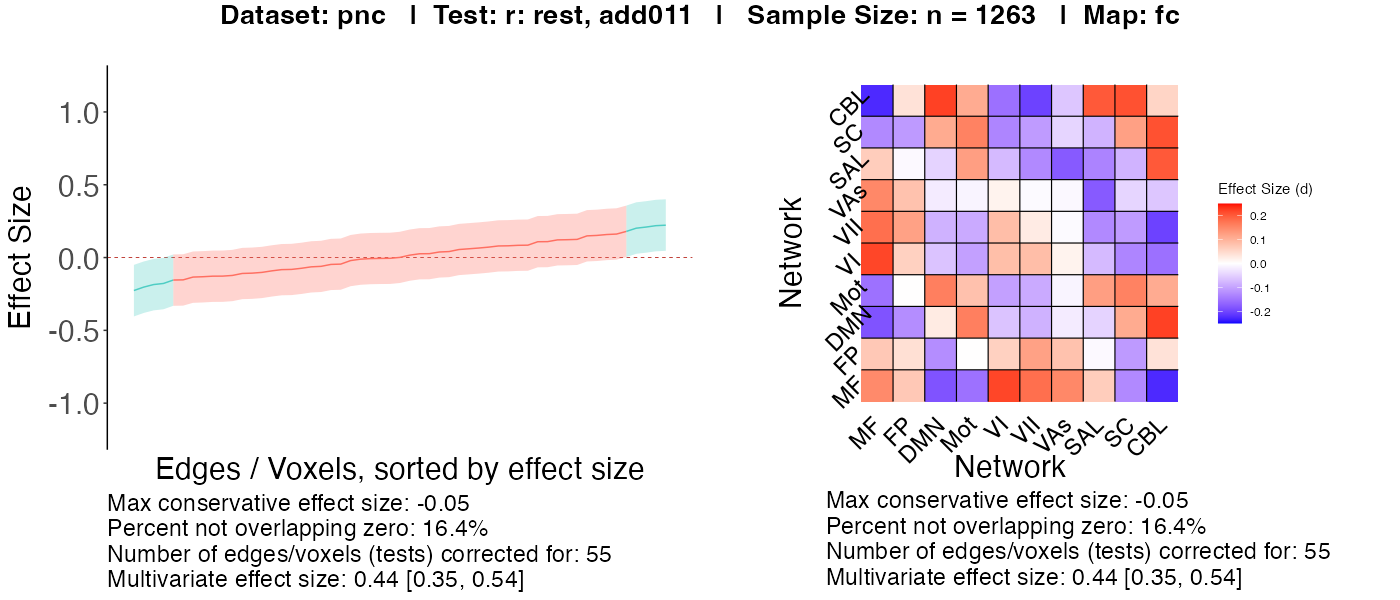 Dataset: pnc   |   Test: r: rest, add011   |   Sample Size: n = 1263   |   Map: fc
Effect Size
1.0
0.5
0.0
-0.5
-1.0
Edges / Voxels, sorted by effect size
Max conservative effect size: -0.05
Percent not overlapping zero: 16.4%
Number of edges/voxels (tests) corrected for: 55
Multivariate effect size: 0.44 [0.35, 0.54]
Network
CBL
SC
SAL
VAs
VII
VI
Mot
DMN
FP
MF
MF FP DMN Mot VI VII VAs SAL SC CBL
Network
Effect Size (d)
0.2
0.1
0.0
-0.1
-0.2
Max conservative effect size: -0.05
Percent not overlapping zero: 16.4%
Number of edges/voxels (tests) corrected for: 55
Multivariate effect size: 0.44 [0.35, 0.54]